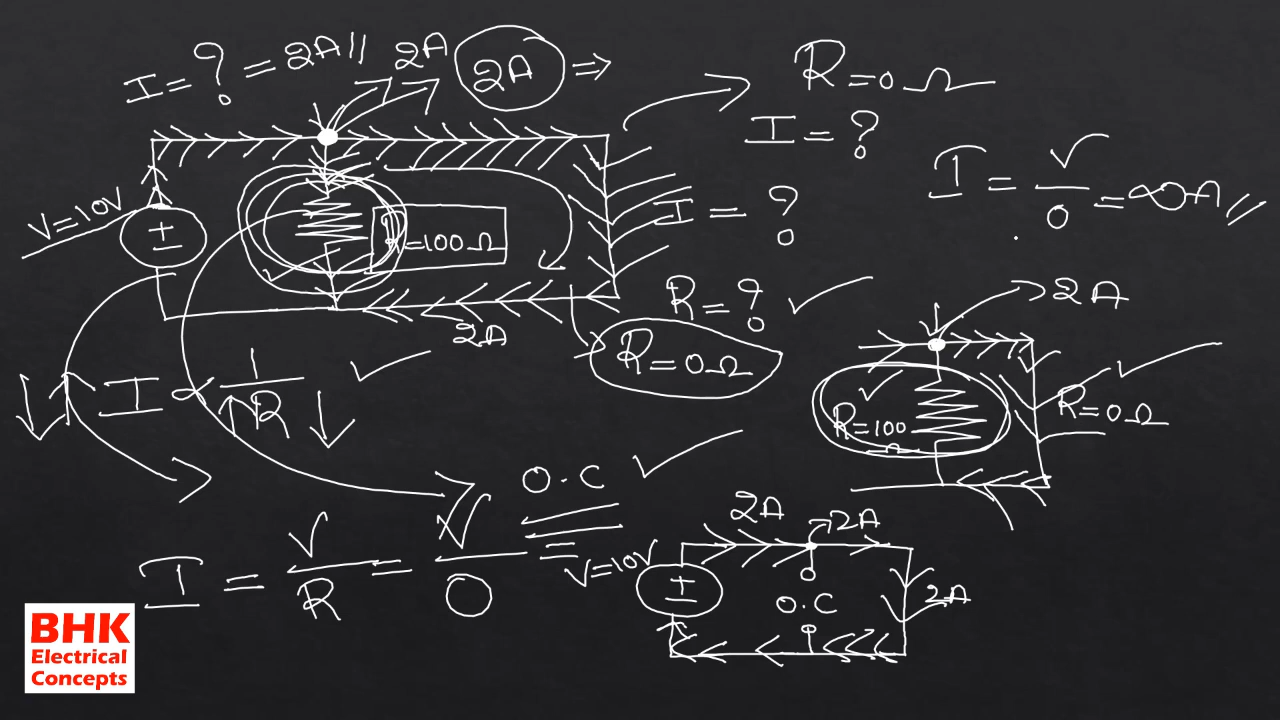 I = ? = 2A// 2A 2A ⇒
R = 0 Ω
I = ?
I = V/0 = ∞A//
V = 10V
±
R = 100 Ω
I = ?
R = ?
R = 0 Ω
2A
2A
I ∝ 1/R
R = 100 Ω
R = 0 Ω
O.C
2A
2A
I = V/R = V/0 =
V = 10V
±
O.C
2A
BHK
Electrical
Concepts